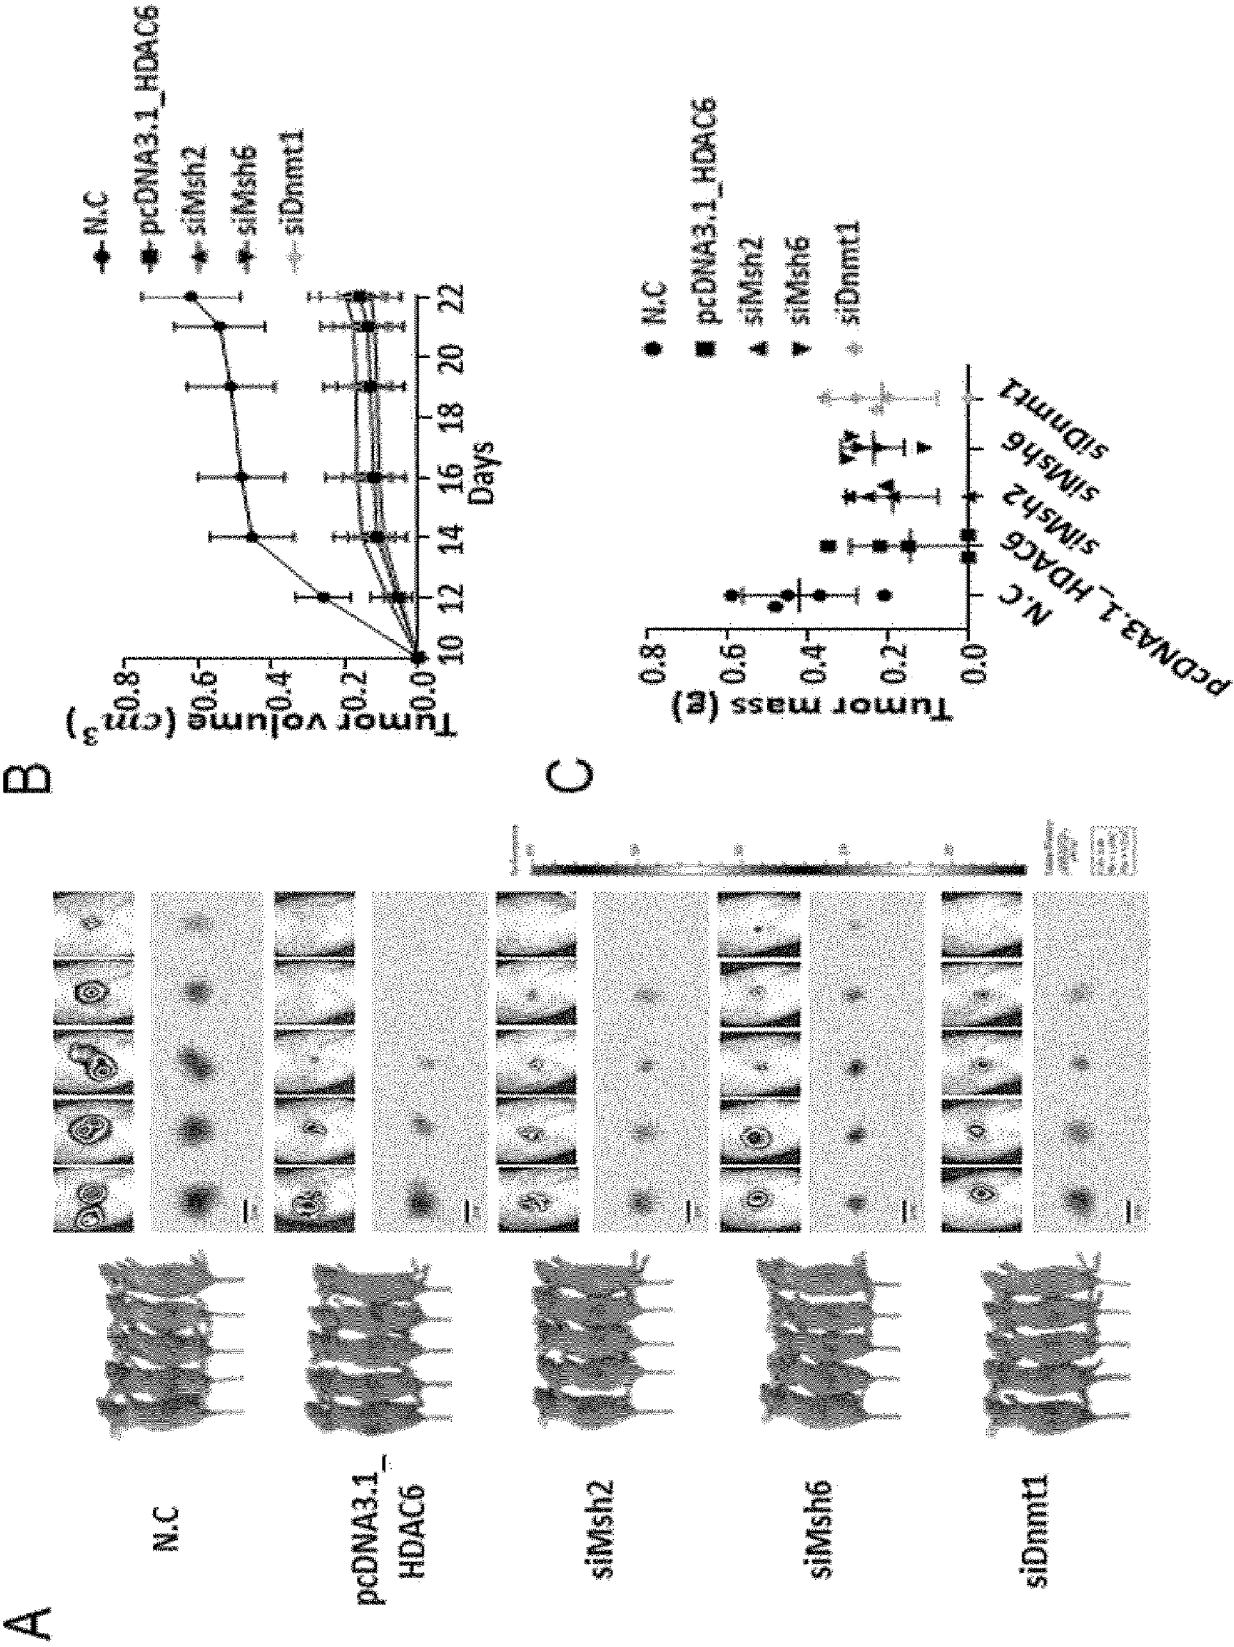 A
N.C
pcDNA3.1_
HDAC6
siMsh2
siMsh6
siDnmt1
B
Tumor volume (cm³)
0.8
0.6
0.4
0.2
0.0
10 12 14 16 18 20 22
Days
N.C
pcDNA3.1_HDAC6
siMsh2
siMsh6
siDnmt1
C
Tumor mass (g)
0.8
0.6
0.4
0.2
0.0
N.C
pcDNA3.1_HDAC6
siMsh2
siMsh6
siDnmt1
N.C
pcDNA3.1_HDAC6
siMsh2
siMsh6
siDnmt1